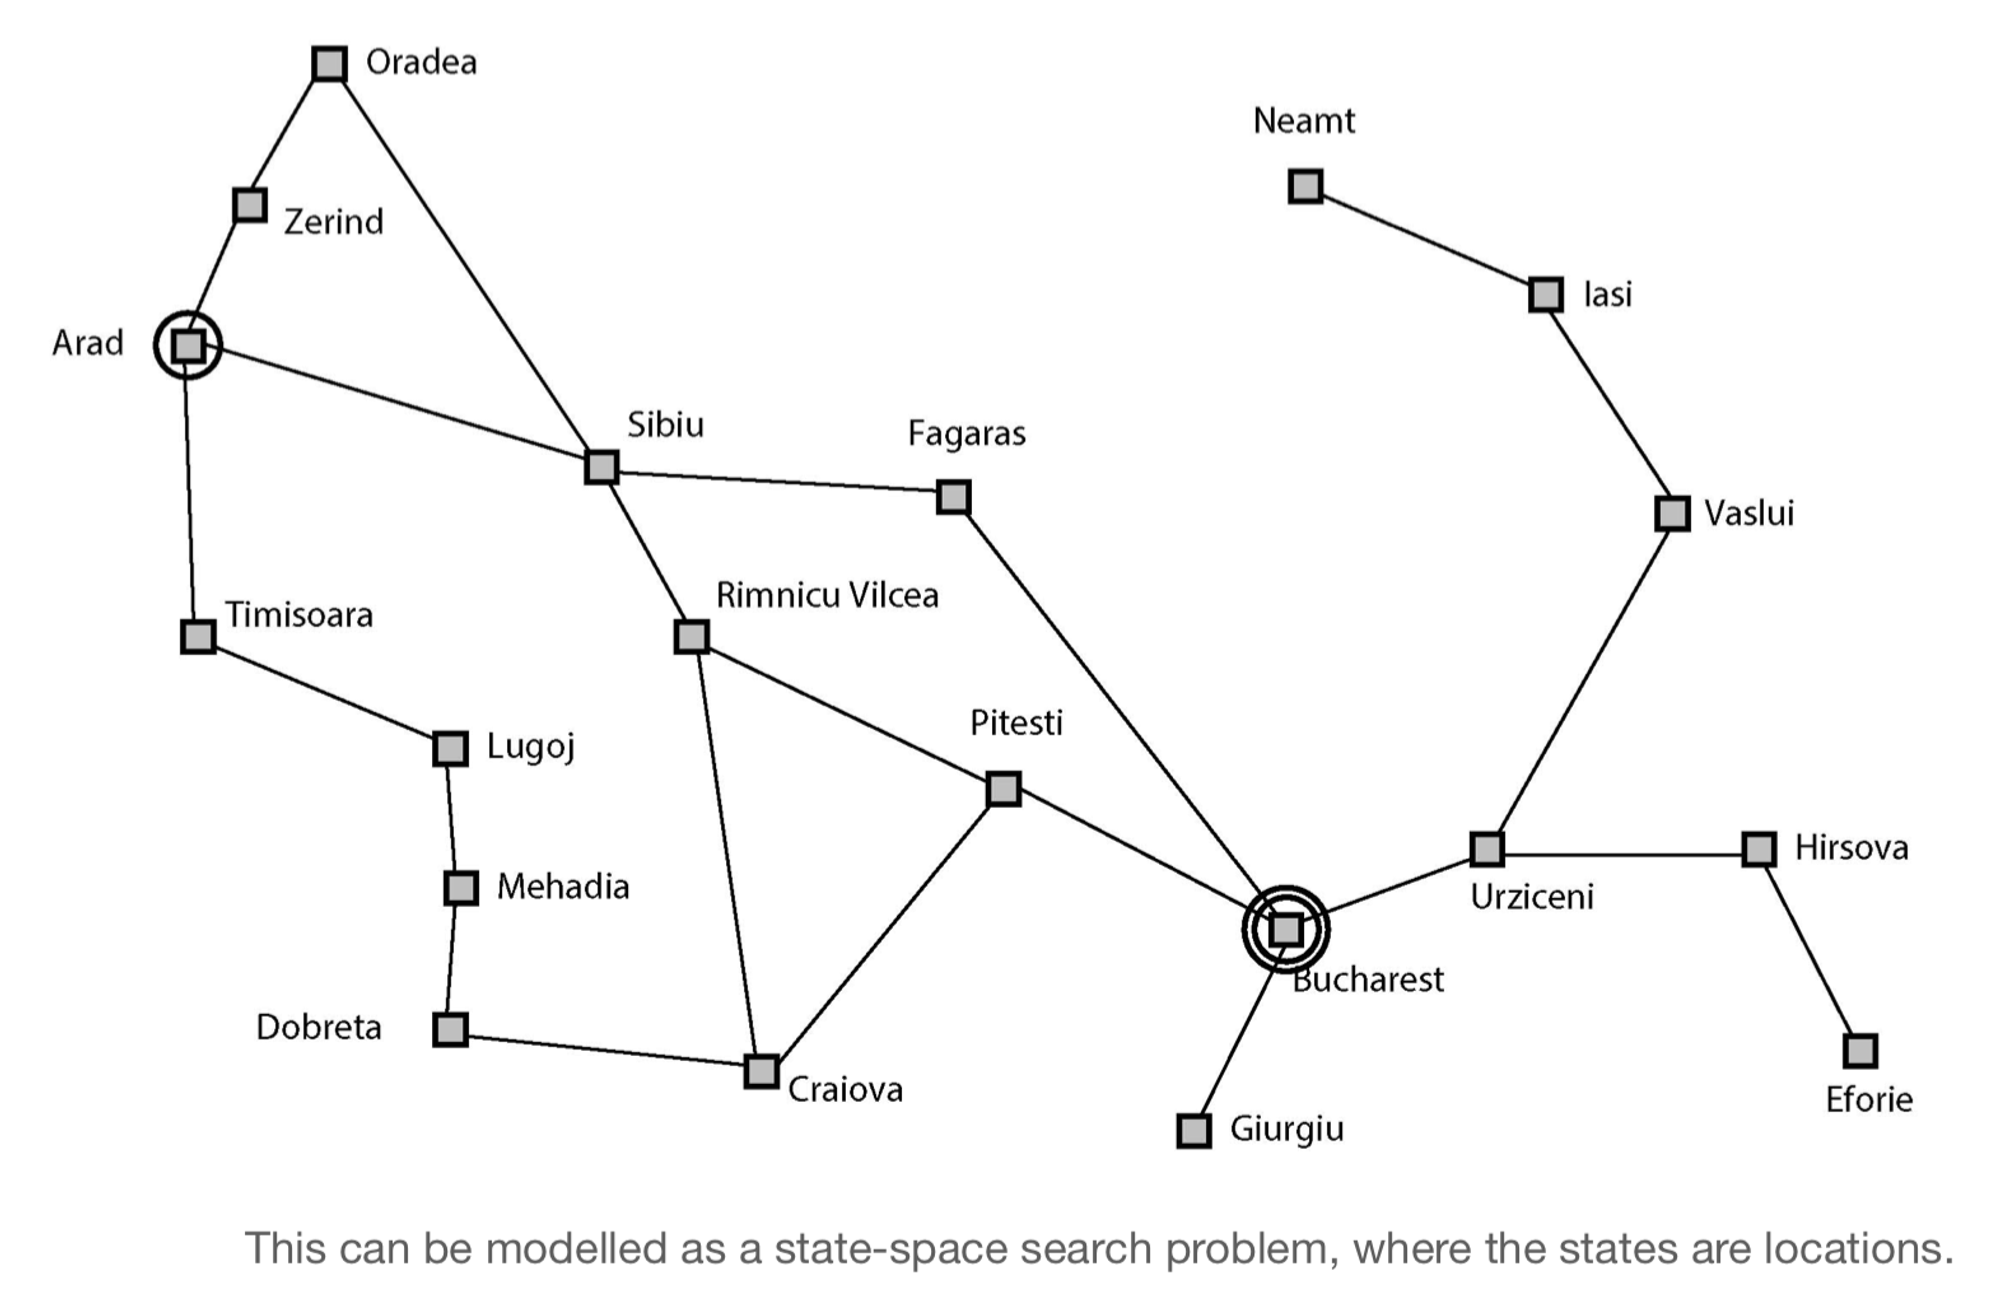 Oradea
Neamt
Zerind
Iasi
Arad
Sibiu
Fagaras
Vaslui
Rimnicu Vilcea
Timisoara
Pitesti
Lugoj
Hirsova
Mehadia
Urziceni
Bucharest
Dobreta
Craiova
Eforie
Giurgiu
This can be modelled as a state-space search problem, where the states are locations.